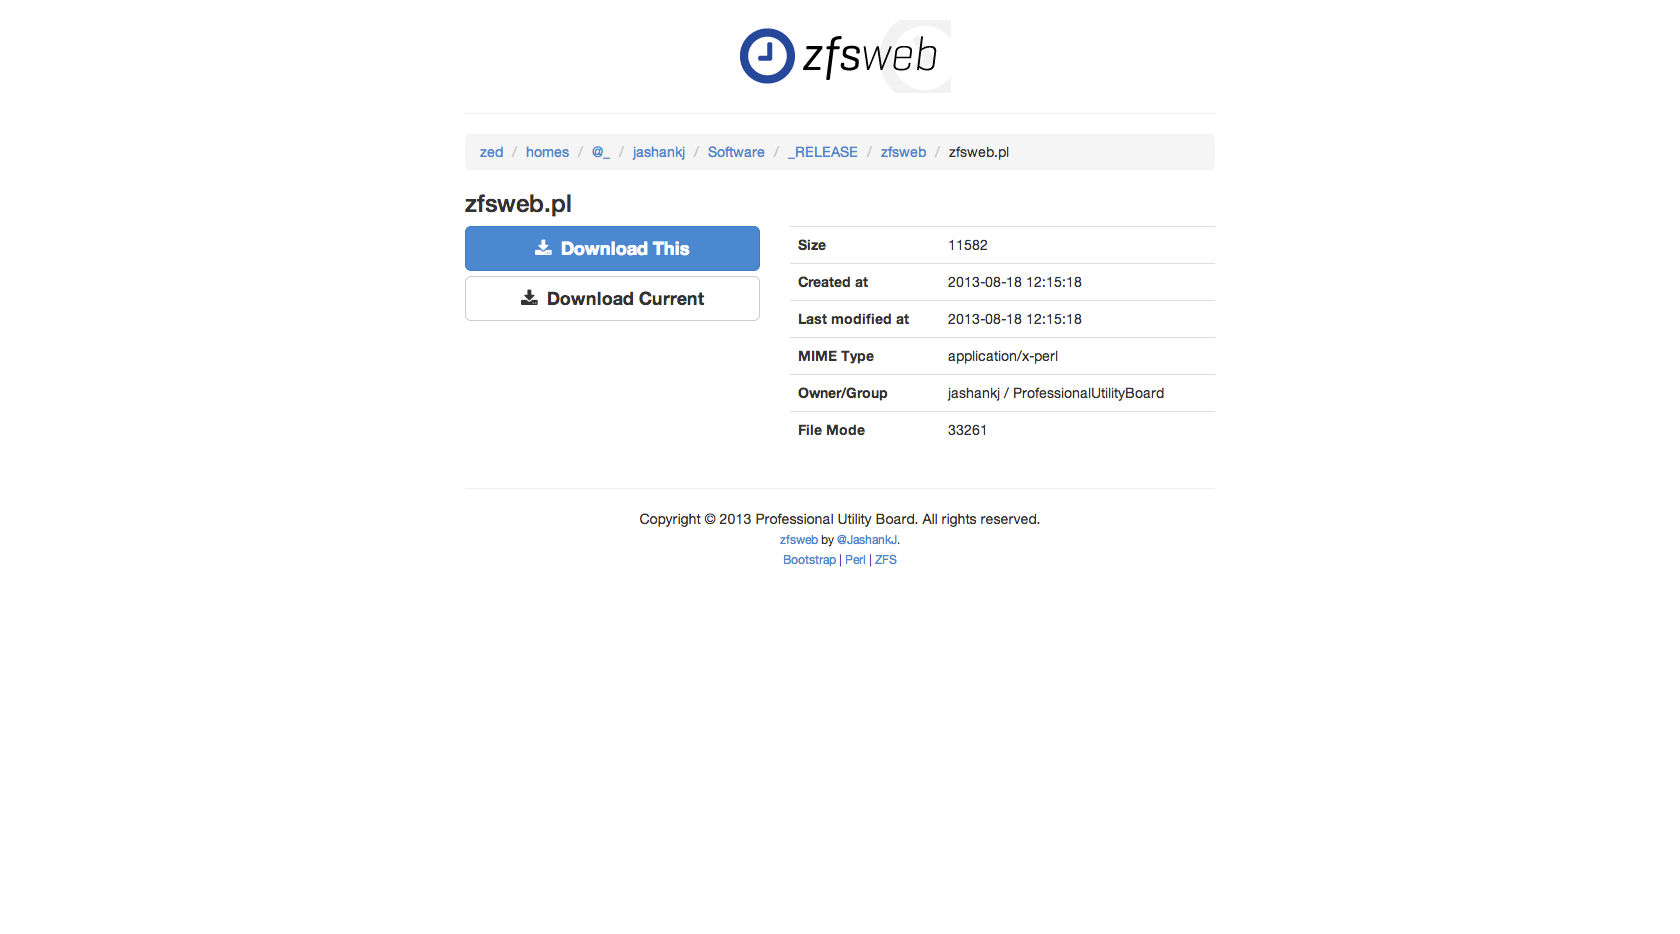 zfsweb
zed / homes / @_ / jashankj / Software / _RELEASE / zfsweb / zfsweb.pl
zfsweb.pl
Download This
Download Current
Size 11582
Created at 2013-08-18 12:15:18
Last modified at 2013-08-18 12:15:18
MIME Type application/x-perl
Owner/Group jashankj / ProfessionalUtilityBoard
File Mode 33261
Copyright © 2013 Professional Utility Board. All rights reserved.
zfsweb by @JashankJ.
Bootstrap | Perl | ZFS